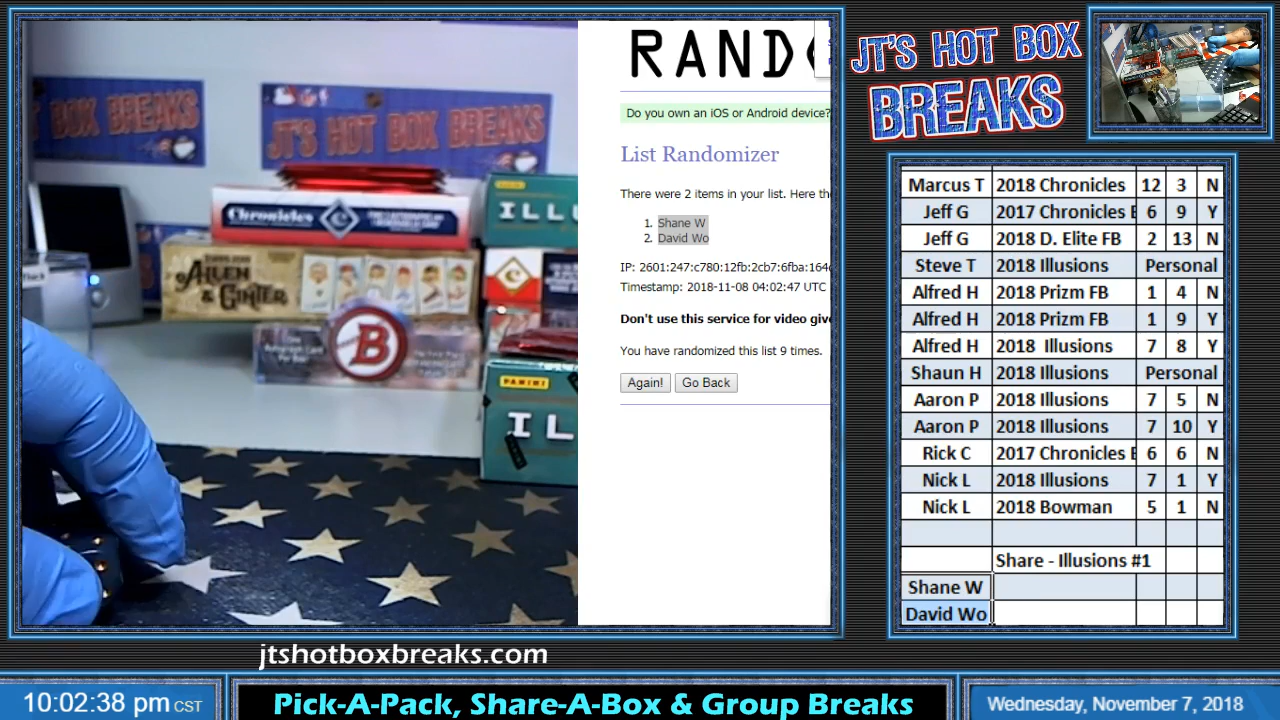 BOX BREAKS
JT'S HOT BOX BREAKS
Chronicles
ALLEN & GINTER
B
ILLU
PANINI
IL
RANDO
Do you own an iOS or Android device?
List Randomizer
There were 2 items in your list. Here the
1. Shane W
2. David Wo
IP: 2601:247:c780:12fb:2cb7:6fba:164
Timestamp: 2018-11-08 04:02:47 UTC
Don't use this service for video give
You have randomized this list 9 times.
Again! Go Back
JT'S HOT BOX
BREAKS
Marcus T 2018 Chronicles 12 3 N
Jeff G 2017 Chronicles B 6 9 Y
Jeff G 2018 D. Elite FB 2 13 N
Steve T 2018 Illusions Personal
Alfred H 2018 Prizm FB 1 4 N
Alfred H 2018 Prizm FB 1 9 Y
Alfred H 2018 Illusions 7 8 Y
Shaun H 2018 Illusions Personal
Aaron P 2018 Illusions 7 5 N
Aaron P 2018 Illusions 7 10 Y
Rick C 2017 Chronicles B 6 6 N
Nick L 2018 Illusions 7 1 Y
Nick L 2018 Bowman 5 1 N
Share - Illusions #1
Shane W
David Wo
jtshotboxbreaks.com
10:02:38 pm CST
Pick-A-Pack, Share-A-Box & Group Breaks
Wednesday, November 7, 2018